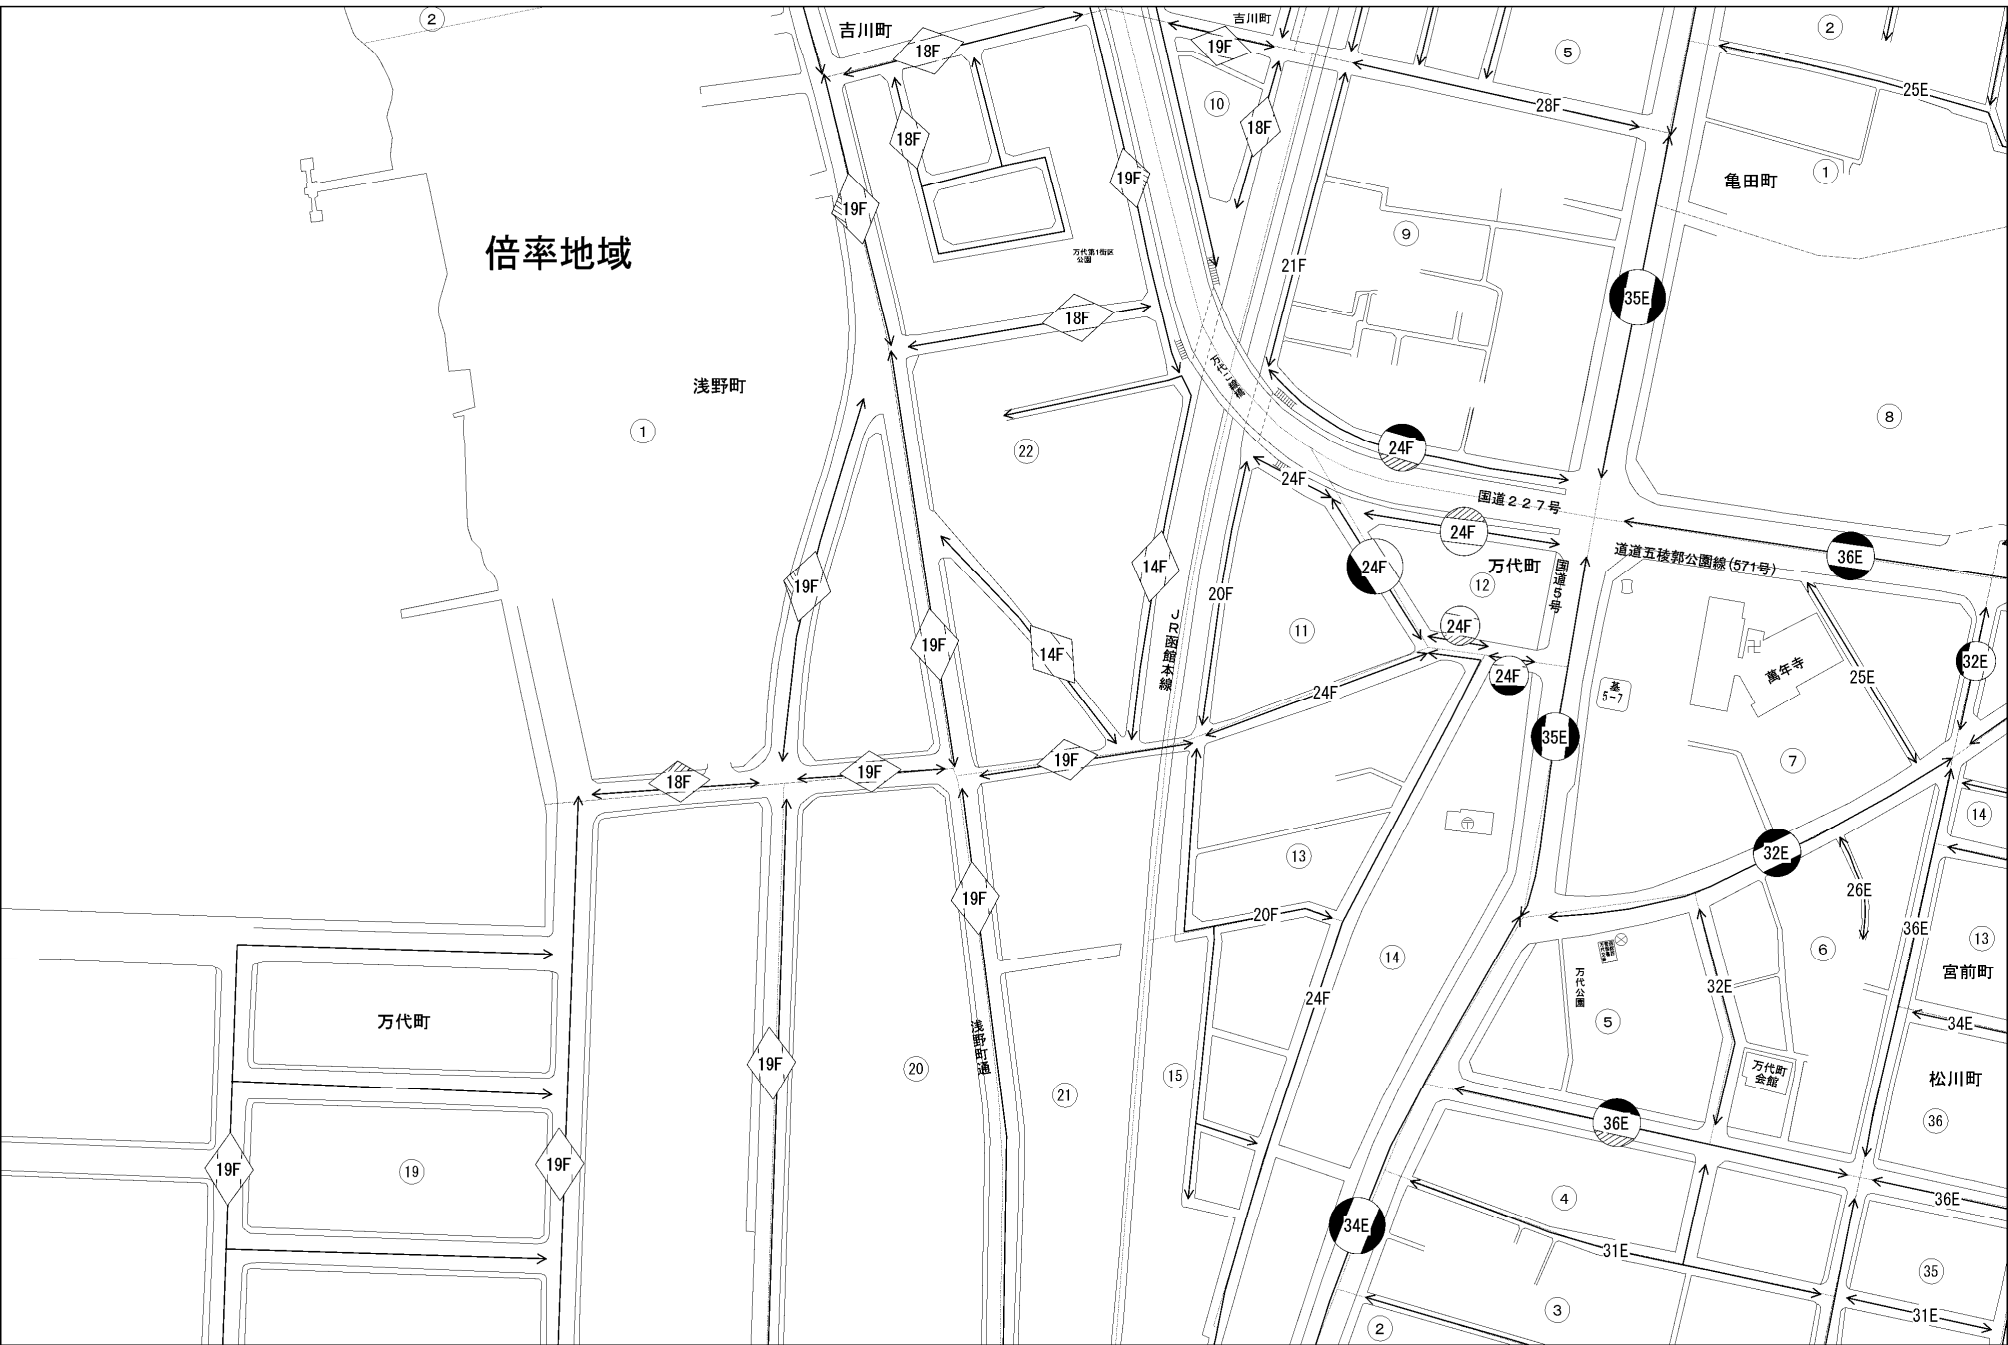 ②
吉川町
18F
吉川町
19F
⑤
②
25E
28F
⑩
18F
18F
19F
19F
亀田町
①
⑨
倍率地域
万代第1街区
公園
21F
35E
18F
浅野町
①
22
24F
⑧
24F
国道227号
24F
36E
道道五稜郭公園線(571号)
万代町
⑫
国道5号
14F
24F
19F
20F
JR函館本線
⑪
24F
19F
14F
萬年寺
32E
25E
24F
24F
基
5-7
35E
⑦
19F
19F
18F
⑭
⑬
32E
26E
19F
20F
36E
⑬
宮前町
⑥
⑭
万代公園
32E
24F
⑤
万代町
34E
浅野町通
19F
⑳
21
⑮
万代町
会館
松川町
36
36E
19F
19F
⑲
④
36E
34E
31E
35
③
31E
②